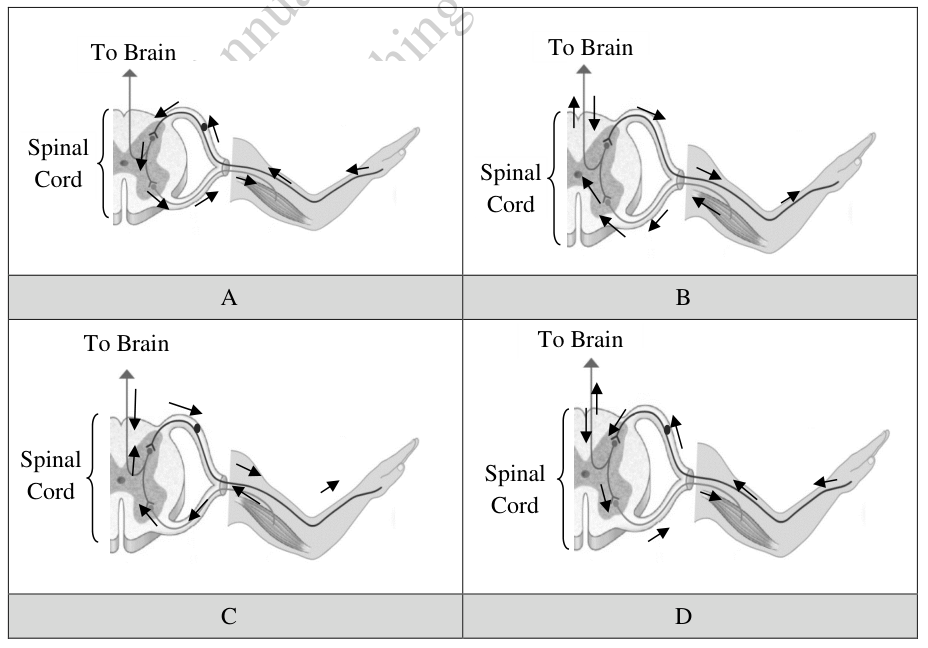 To Brain
Spinal
Cord
To Brain
Spinal
Cord
A
B
To Brain
Spinal
Cord
To Brain
Spinal
Cord
C
D